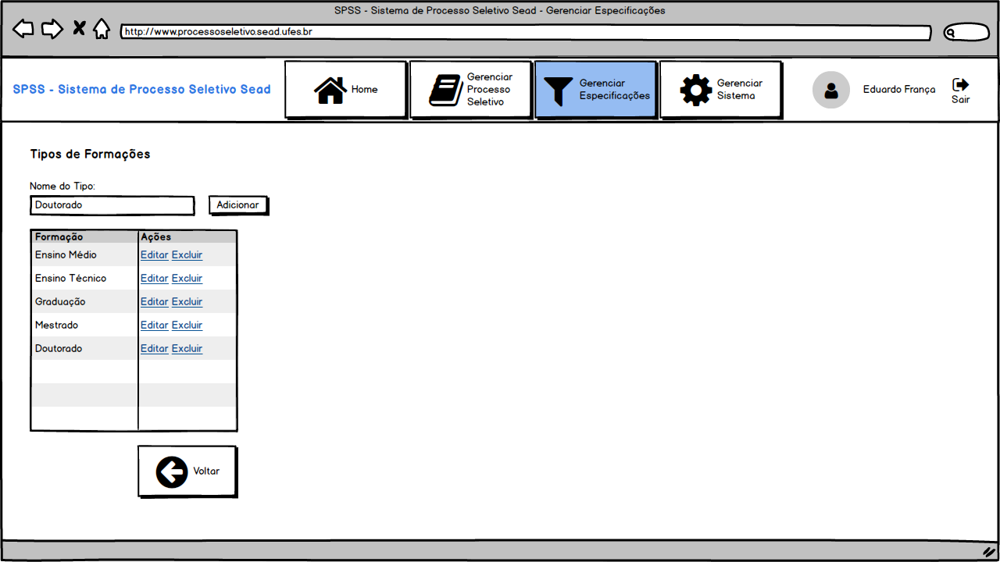 SPSS - Sistema de Processo Seletivo Sead - Gerenciar Especificações
http://www.processoseletivo.sead.ufes.br
SPSS - Sistema de Processo Seletivo Sead
Home
Gerenciar
Processo
Seletivo
Gerenciar
Especificações
Gerenciar
Sistema
Eduardo França
Sair
Tipos de Formações
Nome do Tipo:
Doutorado
Adicionar
Formação Ações
Ensino Médio Editar Excluir
Ensino Técnico Editar Excluir
Graduação Editar Excluir
Mestrado Editar Excluir
Doutorado Editar Excluir
Voltar